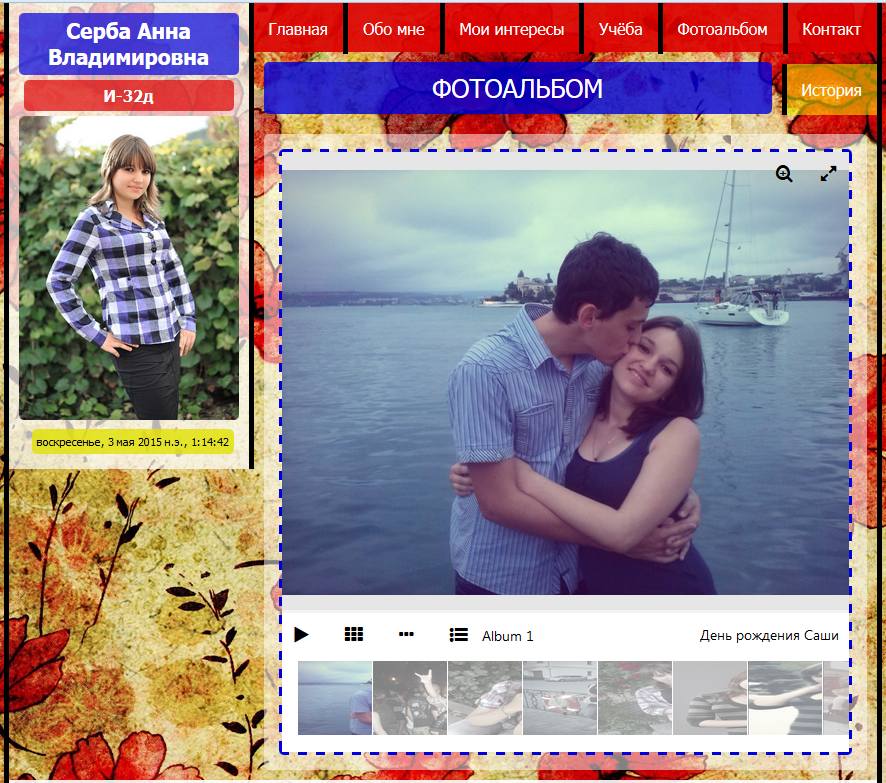 Серба Анна
Владимировна
И-32д
воскресенье, 3 мая 2015 н.э., 1:14:42
Главная
Обо мне
Мои интересы
Учёба
Фотоальбом
Контакт
История
ФОТОАЛЬБОМ
Album 1
День рождения Саши